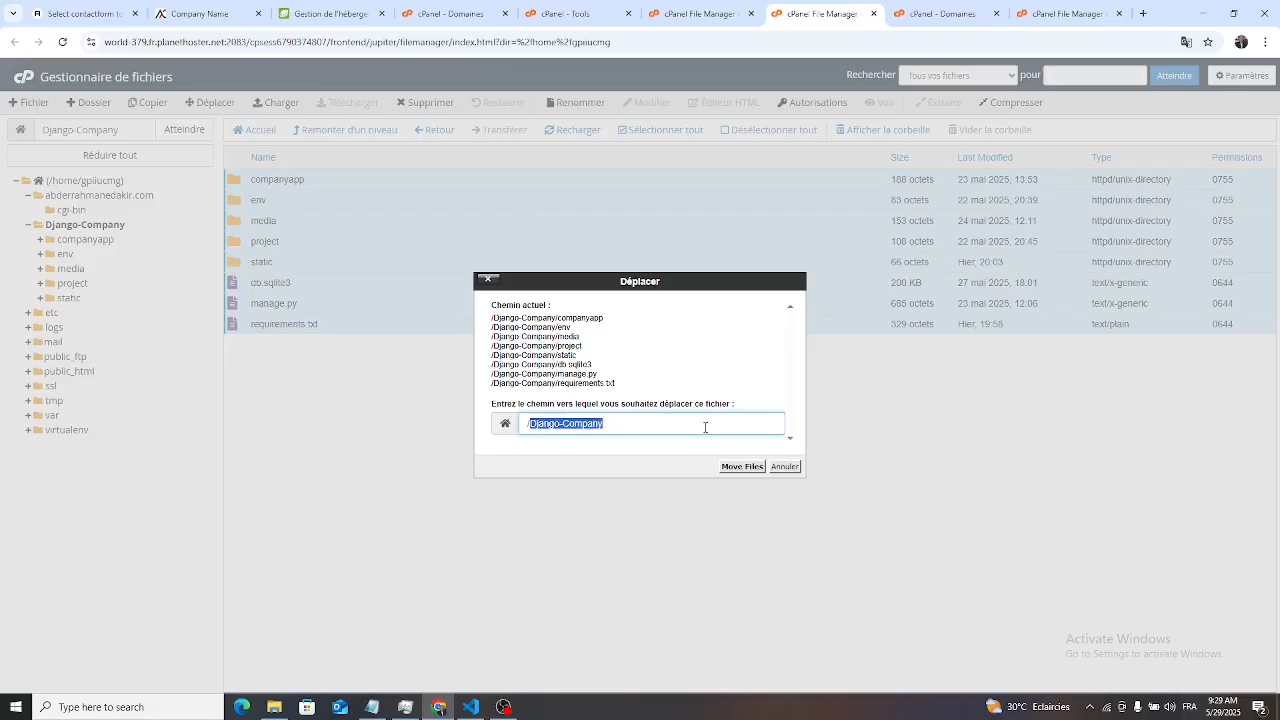 Select Platform to
Company Name
Gestion de l'héberge
cPanel - Domaines
cPanel - Tools
cPanel File Manager
cPanel File Manager
cPanel - Domaines
cPanel File Manager
world-379.fr.planethoster.net:2083/cpsess6790374807/frontend/jupiter/filemanager/index.html?dir=%2fhome%2fgpiiucmg
cP Gestionnaire de fichiers
Rechercher Tous vos fichiers pour Atteindre Paramètres
Fichier Dossier Copier Déplacer Charger Télécharger Supprimer Restaurer Renommer Modifier Éditeur HTML Autorisations Voir Extraire Compresser
Django-Company Atteindre
Accueil Remonter d'un niveau Retour Transférer Recharger Sélectionner tout Désélectionner tout Afficher la corbeille Vider la corbeille
Réduire tout
Name Size Last Modified Type Permissions
(/home/gpiiucmg)
abderrahmanedakir.com
cgi-bin
Django-Company
companyapp
env
media
project
static
etc
logs
mail
public_ftp
public_html
ssl
tmp
var
virtualenv
companyapp 188 octets 23 mai 2025, 13:53 httpd/unix-directory 0755
env 83 octets 22 mai 2025, 20:39 httpd/unix-directory 0755
media 153 octets 24 mai 2025, 12:11 httpd/unix-directory 0755
project 108 octets 22 mai 2025, 20:45 httpd/unix-directory 0755
static 66 octets Hier, 20:03 httpd/unix-directory 0755
db.sqlite3 200 KB 27 mai 2025, 18:01 text/x-generic 0644
manage.py 685 octets 23 mai 2025, 12:06 text/x-generic 0644
requirements.txt 329 octets Hier, 19:58 text/plain 0644
Déplacer
Chemin actuel :
/Django-Company/companyapp
/Django-Company/env
/Django-Company/media
/Django-Company/project
/Django-Company/static
/Django-Company/db.sqlite3
/Django-Company/manage.py
/Django-Company/requirements.txt
Entrez le chemin vers lequel vous souhaitez déplacer ce fichier :
/Django-Company
Move Files Annuler
Activate Windows
Go to Settings to activate Windows.
Type here to search
30°C Éclaircies
FRA
9:29 AM
5/29/2025